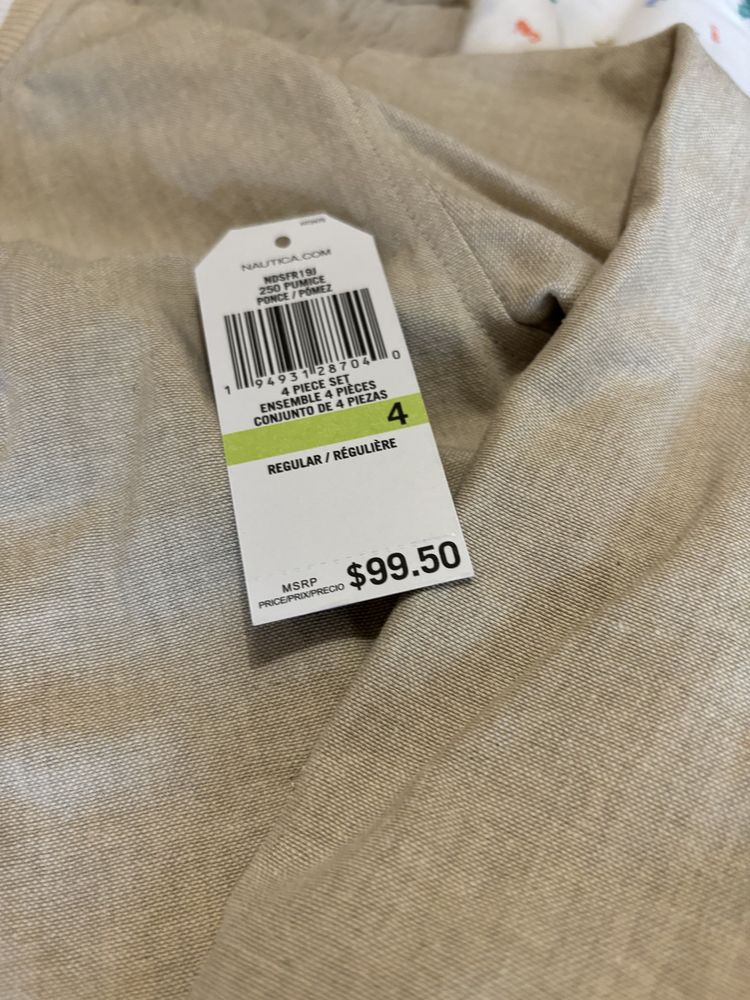 NAUTICA.COM
NDSFR19J
250 PUMICE
PONCE / PÓMEZ
1 94931 28704 0
4 PIECE SET
ENSEMBLE 4 PIÈCES
CONJUNTO DE 4 PIEZAS
4
REGULAR / RÉGULIÈRE
MSRP
PRICE/PRIX/PRECIO $99.50